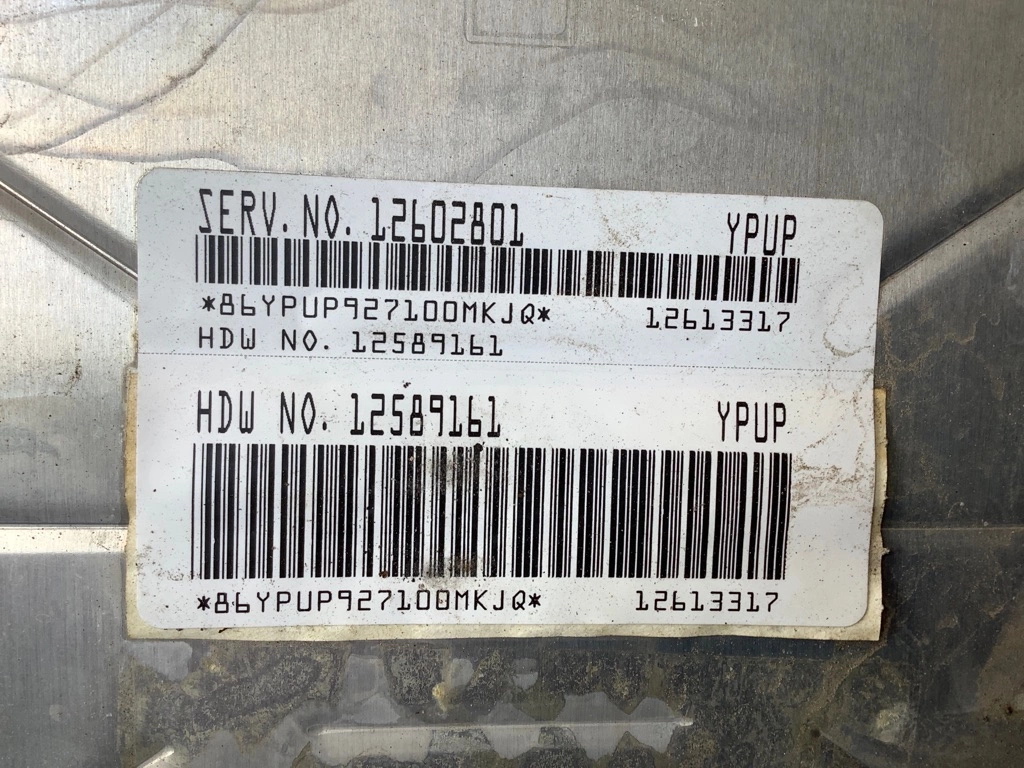 SERV. NO. 12602801 YPUP
*86YPUP927100MKJQ* 12613317
HDW NO. 12589161
HDW NO. 12589161 YPUP
*86YPUP927100MKJQ* 12613317